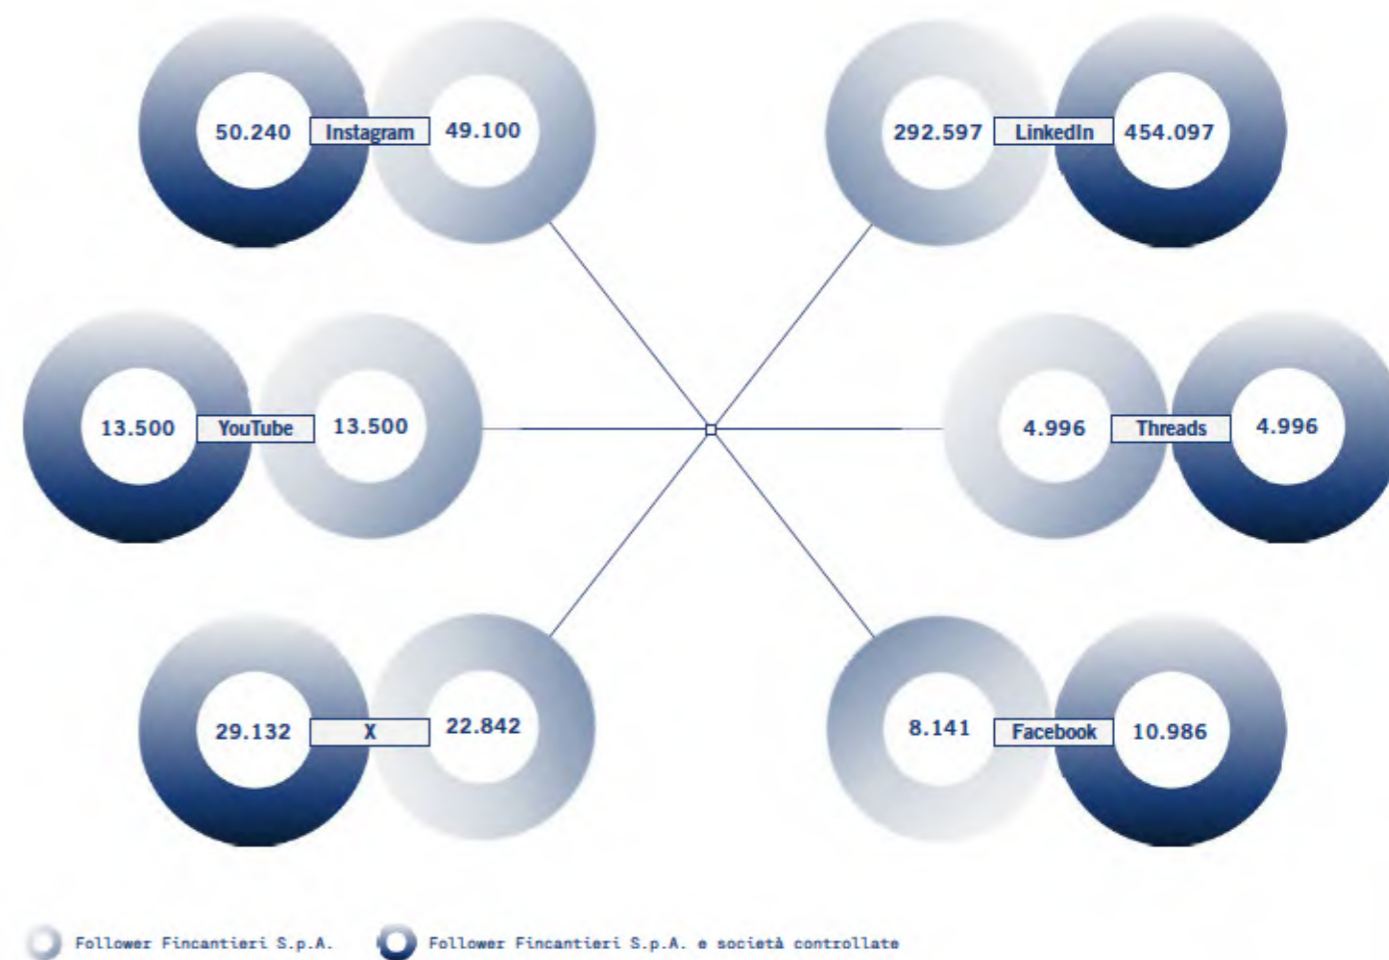 50.240 Instagram 49.100
292.597 LinkedIn 454.097
13.500 YouTube 13.500
4.996 Threads 4.996
29.132 X 22.842
8.141 Facebook 10.986
Follower Fincantieri S.p.A.
Follower Fincantieri S.p.A. e società controllate